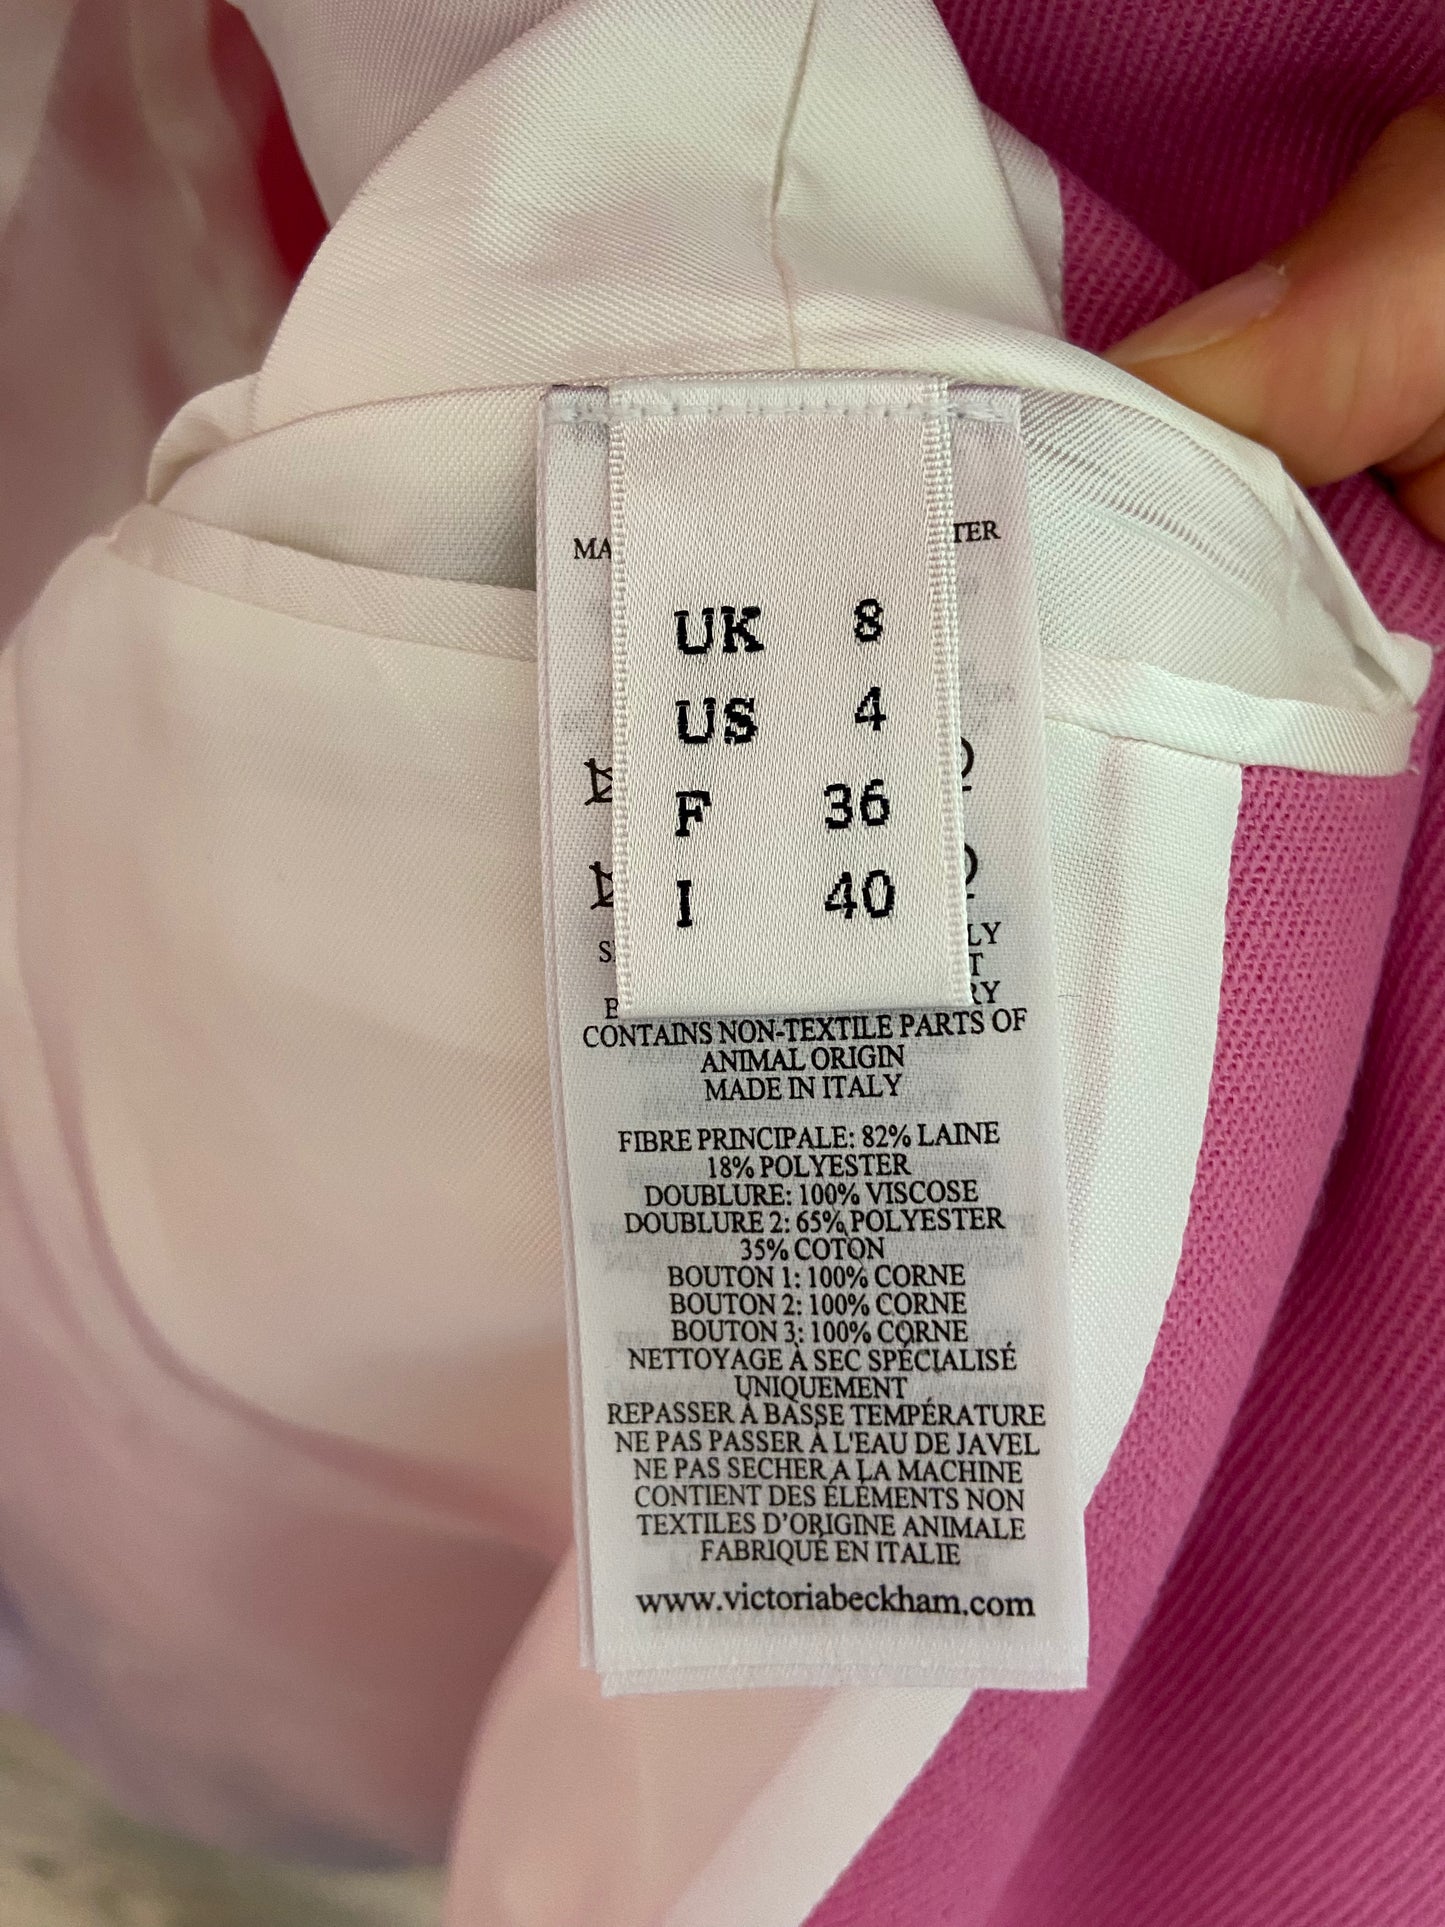 UK 8
US 4
F 36
I 40
CONTAINS NON-TEXTILE PARTS OF
ANIMAL ORIGIN
MADE IN ITALY
FIBRE PRINCIPALE: 82% LAINE
18% POLYESTER
DOUBLURE: 100% VISCOSE
DOUBLURE 2: 65% POLYESTER
35% COTON
BOUTON 1: 100% CORNE
BOUTON 2: 100% CORNE
BOUTON 3: 100% CORNE
NETTOYAGE À SEC SPÉCIALISÉ
UNIQUEMENT
REPASSER À BASSE TEMPÉRATURE
NE PAS PASSER À L'EAU DE JAVEL
NE PAS SECHER A LA MACHINE
CONTIENT DES ÉLÉMENTS NON
TEXTILES D'ORIGINE ANIMALE
FABRIQUÉ EN ITALIE
www.victoriabeckham.com